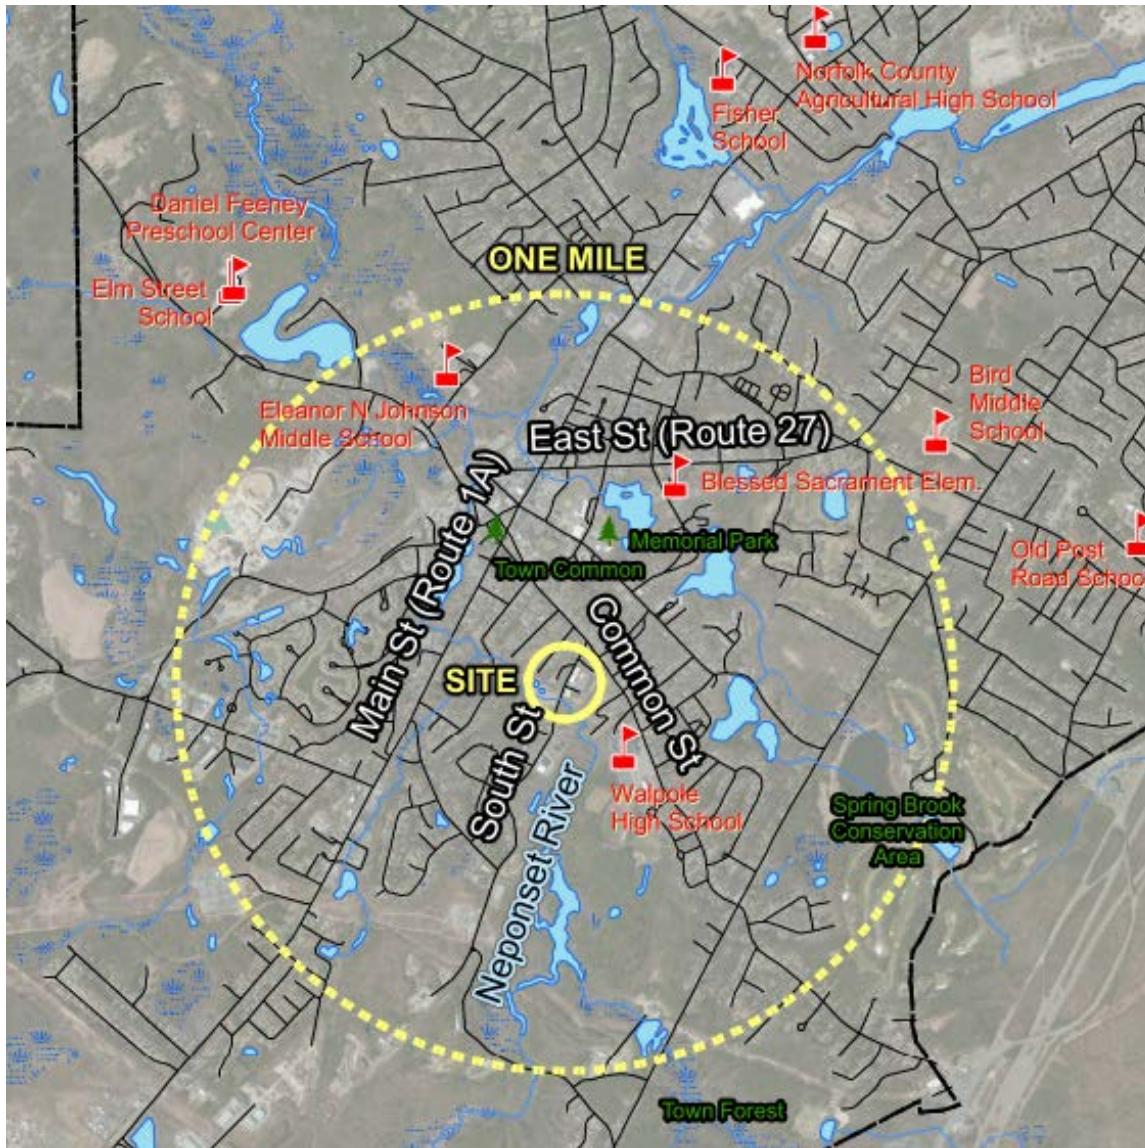 Norfolk County
Agricultural High School
Fisher
School
Daniel Feeney
Preschool Center
ONE MILE
Elm Street
School
Bird
Middle
School
Eleanor N Johnson
Middle School
East St (Route 27)
Blessed Sacrament Elem.
Main St (Route 1A)
Memorial Park
Old Post
Road School
Town Common
Common St
SITE
South St
Neponset River
Walpole
High School
Spring Brook
Conservation
Area
Town Forest